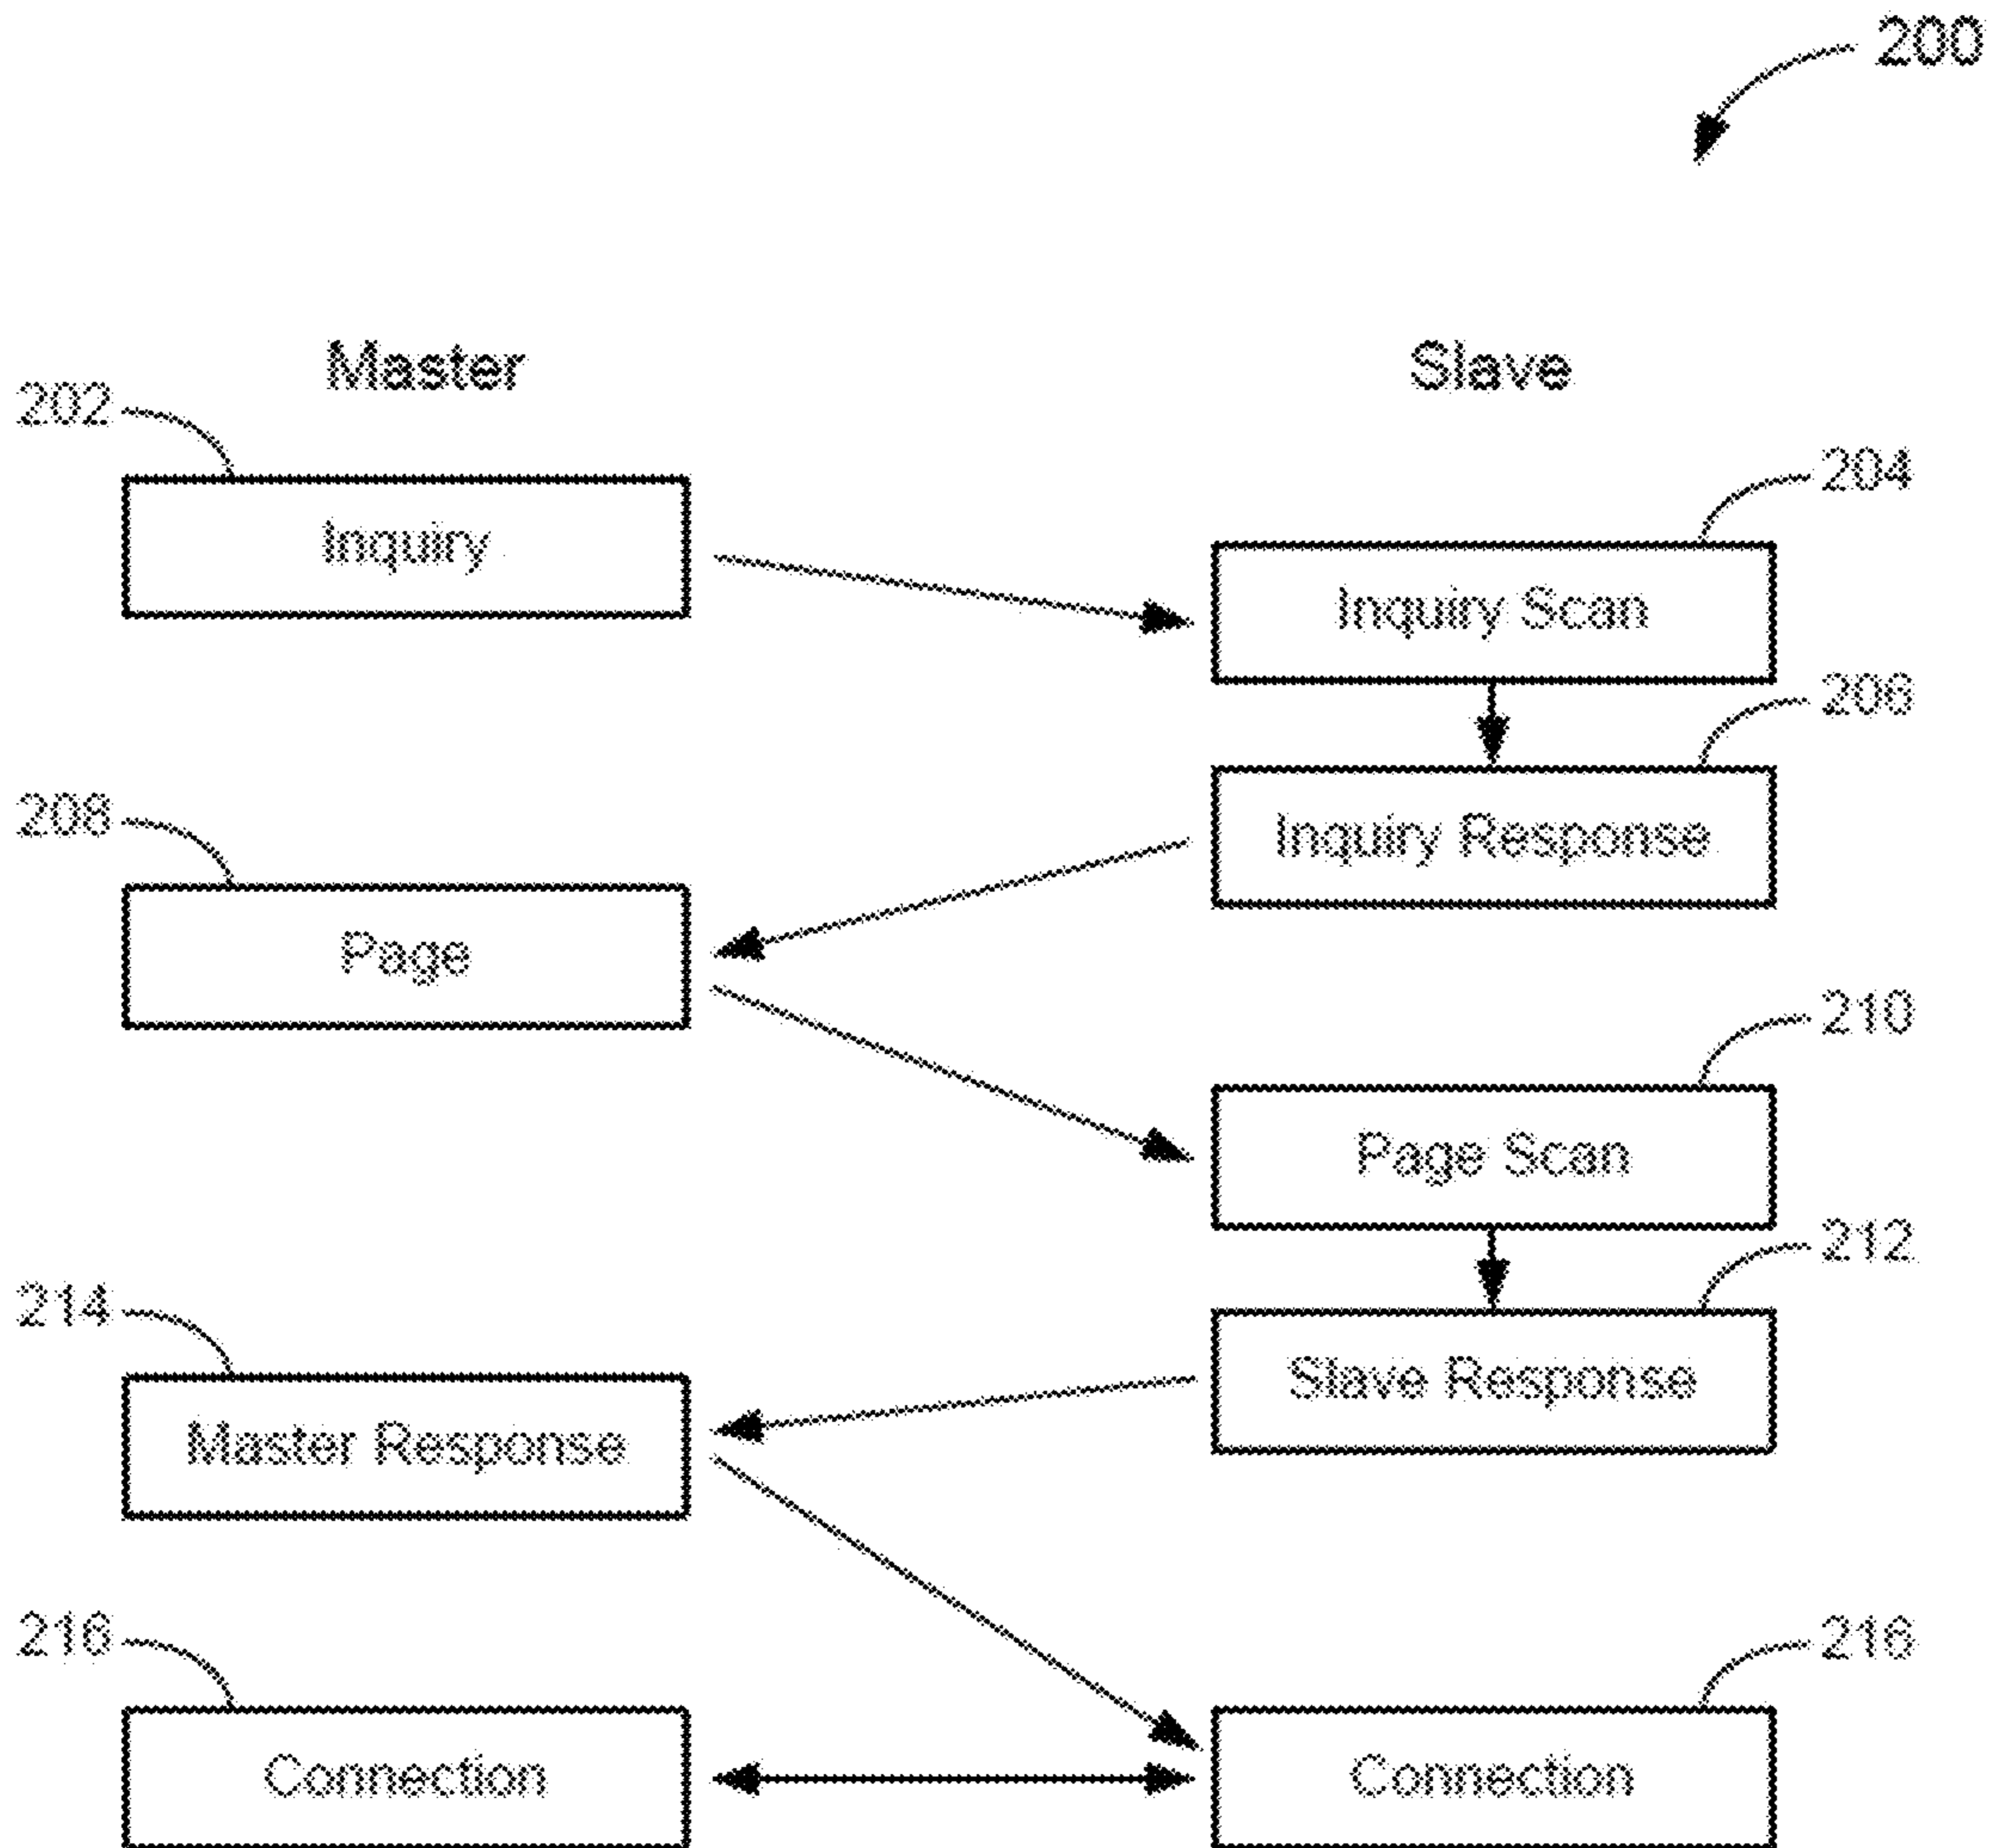 200
Master
Slave
202
204
Inquiry
Inquiry Scan
206
208
Inquiry Response
Page
210
Page Scan
212
214
Slave Response
Master Response
216
216
Connection
Connection